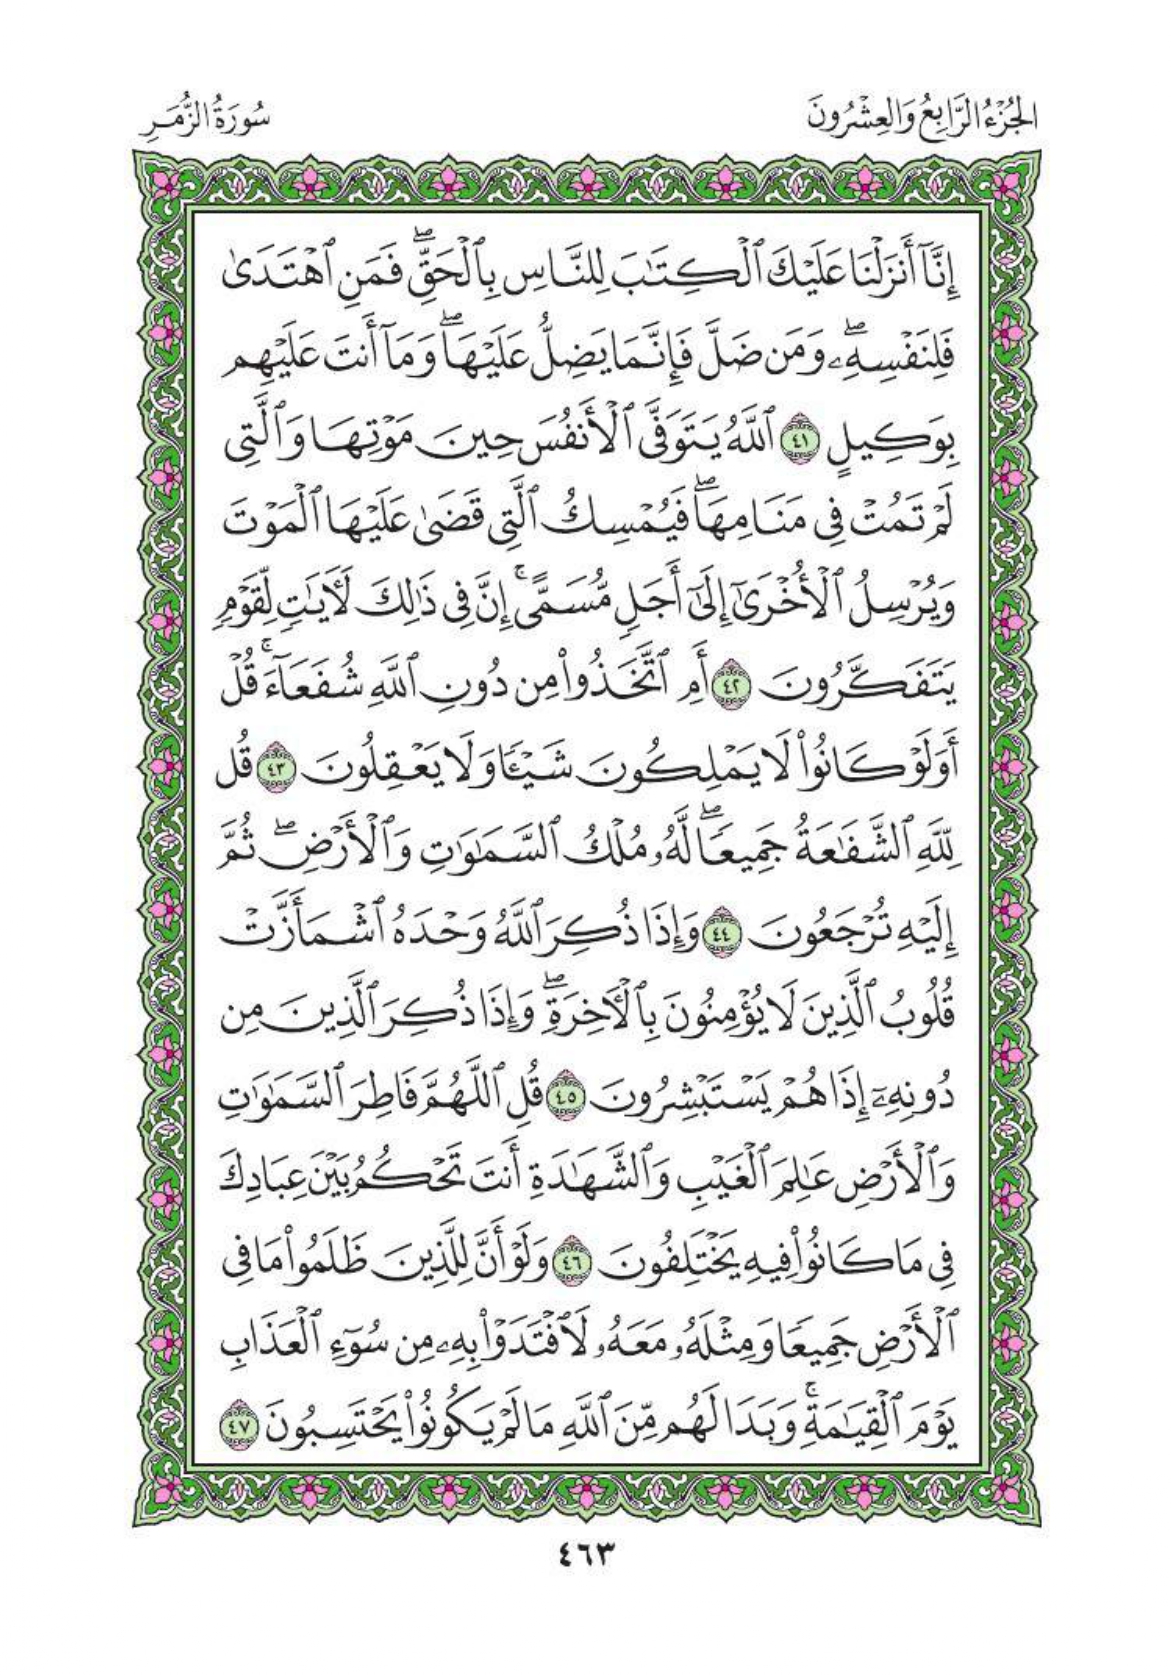 الجُزْءُ الرَّابِعُ وَالعِشْرُونَ
سُورَةُ الزُّمَرِ
إِنَّآ أَنزَلْنَا عَلَيْكَ ٱلْكِتَٰبَ لِلنَّاسِ بِٱلْحَقِّۖ فَمَنِ ٱهْتَدَىٰ
فَلِنَفْسِهِۦۖ وَمَن ضَلَّ فَإِنَّمَا يَضِلُّ عَلَيْهَاۖ وَمَآ أَنتَ عَلَيْهِم
بِوَكِيلٍ ٤١ ٱللَّهُ يَتَوَفَّى ٱلْأَنفُسَ حِينَ مَوْتِهَا وَٱلَّتِى
لَمْ تَمُتْ فِى مَنَامِهَاۖ فَيُمْسِكُ ٱلَّتِى قَضَىٰ عَلَيْهَا ٱلْمَوْتَ
وَيُرْسِلُ ٱلْأُخْرَىٰٓ إِلَىٰٓ أَجَلٍ مُّسَمًّىۚ إِنَّ فِى ذَٰلِكَ لَءَايَٰتٍ لِّقَوْمٍ
يَتَفَكَّرُونَ ٤٢ أَمِ ٱتَّخَذُوا۟ مِن دُونِ ٱللَّهِ شُفَعَآءَۚ قُلْ
أَوَلَوْ كَانُوا۟ لَا يَمْلِكُونَ شَيْـًٔا وَلَا يَعْقِلُونَ ٤٣ قُل
لِّلَّهِ ٱلشَّفَٰعَةُ جَمِيعًاۖ لَّهُۥ مُلْكُ ٱلسَّمَٰوَٰتِ وَٱلْأَرْضِۖ ثُمَّ
إِلَيْهِ تُرْجَعُونَ ٤٤ وَإِذَا ذُكِرَ ٱللَّهُ وَحْدَهُ ٱشْمَأَزَّتْ
قُلُوبُ ٱلَّذِينَ لَا يُؤْمِنُونَ بِٱلْءَاخِرَةِۖ وَإِذَا ذُكِرَ ٱلَّذِينَ مِن
دُونِهِۦٓ إِذَا هُمْ يَسْتَبْشِرُونَ ٤٥ قُلِ ٱللَّهُمَّ فَاطِرَ ٱلسَّمَٰوَٰتِ
وَٱلْأَرْضِ عَٰلِمَ ٱلْغَيْبِ وَٱلشَّهَٰدَةِ أَنتَ تَحْكُمُ بَيْنَ عِبَادِكَ
فِى مَا كَانُوا۟ فِيهِ يَخْتَلِفُونَ ٤٦ وَلَوْ أَنَّ لِلَّذِينَ ظَلَمُوا۟ مَا فِى
ٱلْأَرْضِ جَمِيعًا وَمِثْلَهُۥ مَعَهُۥ لَٱفْتَدَوْا۟ بِهِۦ مِن سُوٓءِ ٱلْعَذَابِ
يَوْمَ ٱلْقِيَٰمَةِۚ وَبَدَا لَهُم مِّنَ ٱللَّهِ مَا لَمْ يَكُونُوا۟ يَحْتَسِبُونَ ٤٧
٤٦٣